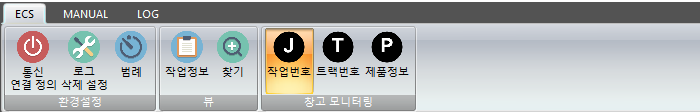 ECS MANUAL LOG
J T P
통신
연결 정의
로그
삭제 설정
범례
작업정보
찾기
작업번호
트랙번호
제품정보
환경설정
뷰
창고 모니터링